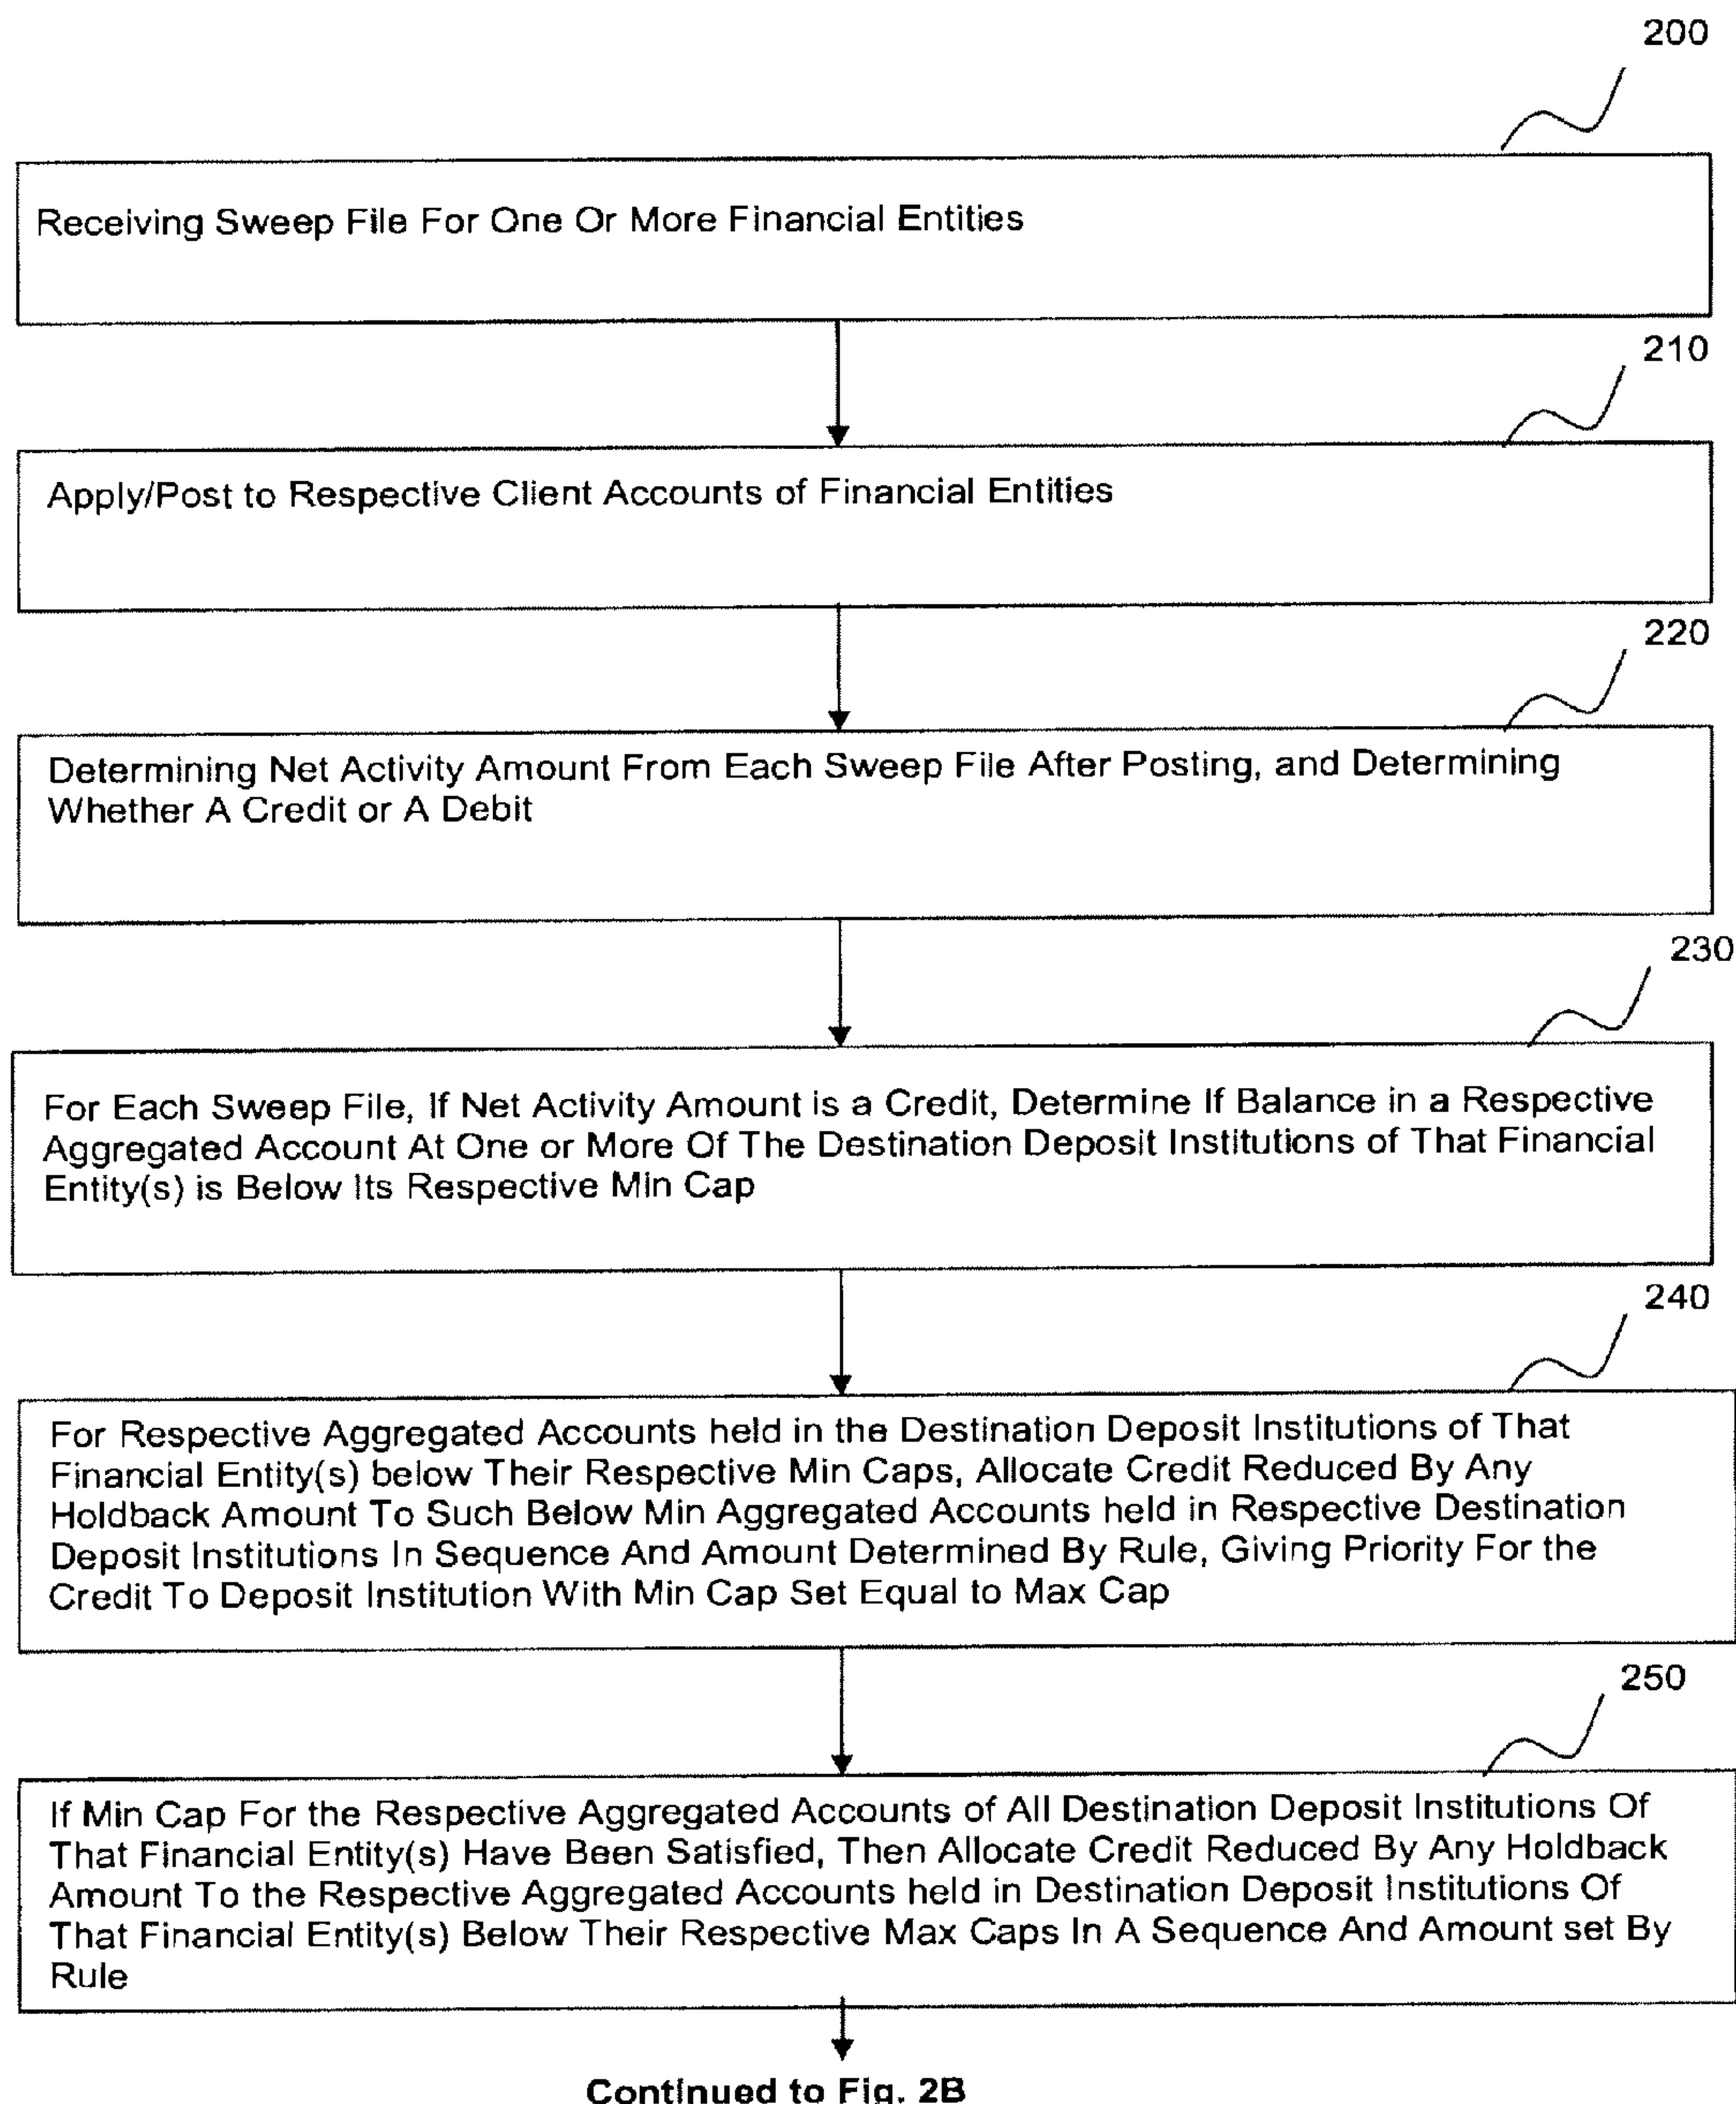 200
Receiving Sweep File For One Or More Financial Entities
210
Apply/Post to Respective Client Accounts of Financial Entities
220
Determining Net Activity Amount From Each Sweep File After Posting, and Determining
Whether A Credit or A Debit
230
For Each Sweep File, If Net Activity Amount is a Credit, Determine If Balance in a Respective
Aggregated Account At One or More Of The Destination Deposit Institutions of That Financial
Entity(s) is Below Its Respective Min Cap
240
For Respective Aggregated Accounts held in the Destination Deposit Institutions of That
Financial Entity(s) below Their Respective Min Caps, Allocate Credit Reduced By Any
Holdback Amount To Such Below Min Aggregated Accounts held in Respective Destination
Deposit Institutions In Sequence And Amount Determined By Rule, Giving Priority For the
Credit To Deposit Institution With Min Cap Set Equal to Max Cap
250
If Min Cap For the Respective Aggregated Accounts of All Destination Deposit Institutions Of
That Financial Entity(s) Have Been Satisfied, Then Allocate Credit Reduced By Any Holdback
Amount To the Respective Aggregated Accounts held in Destination Deposit Institutions Of
That Financial Entity(s) Below Their Respective Max Caps In A Sequence And Amount set By
Rule
Continued to Fig. 2B